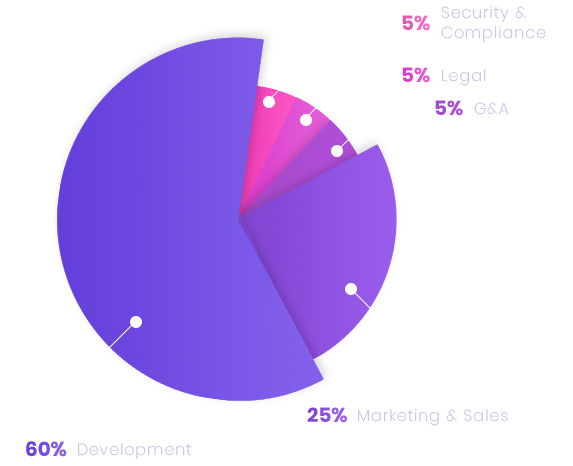 5% Security &
Compliance
5% Legal
5% G&A
25% Marketing & Sales
60% Development